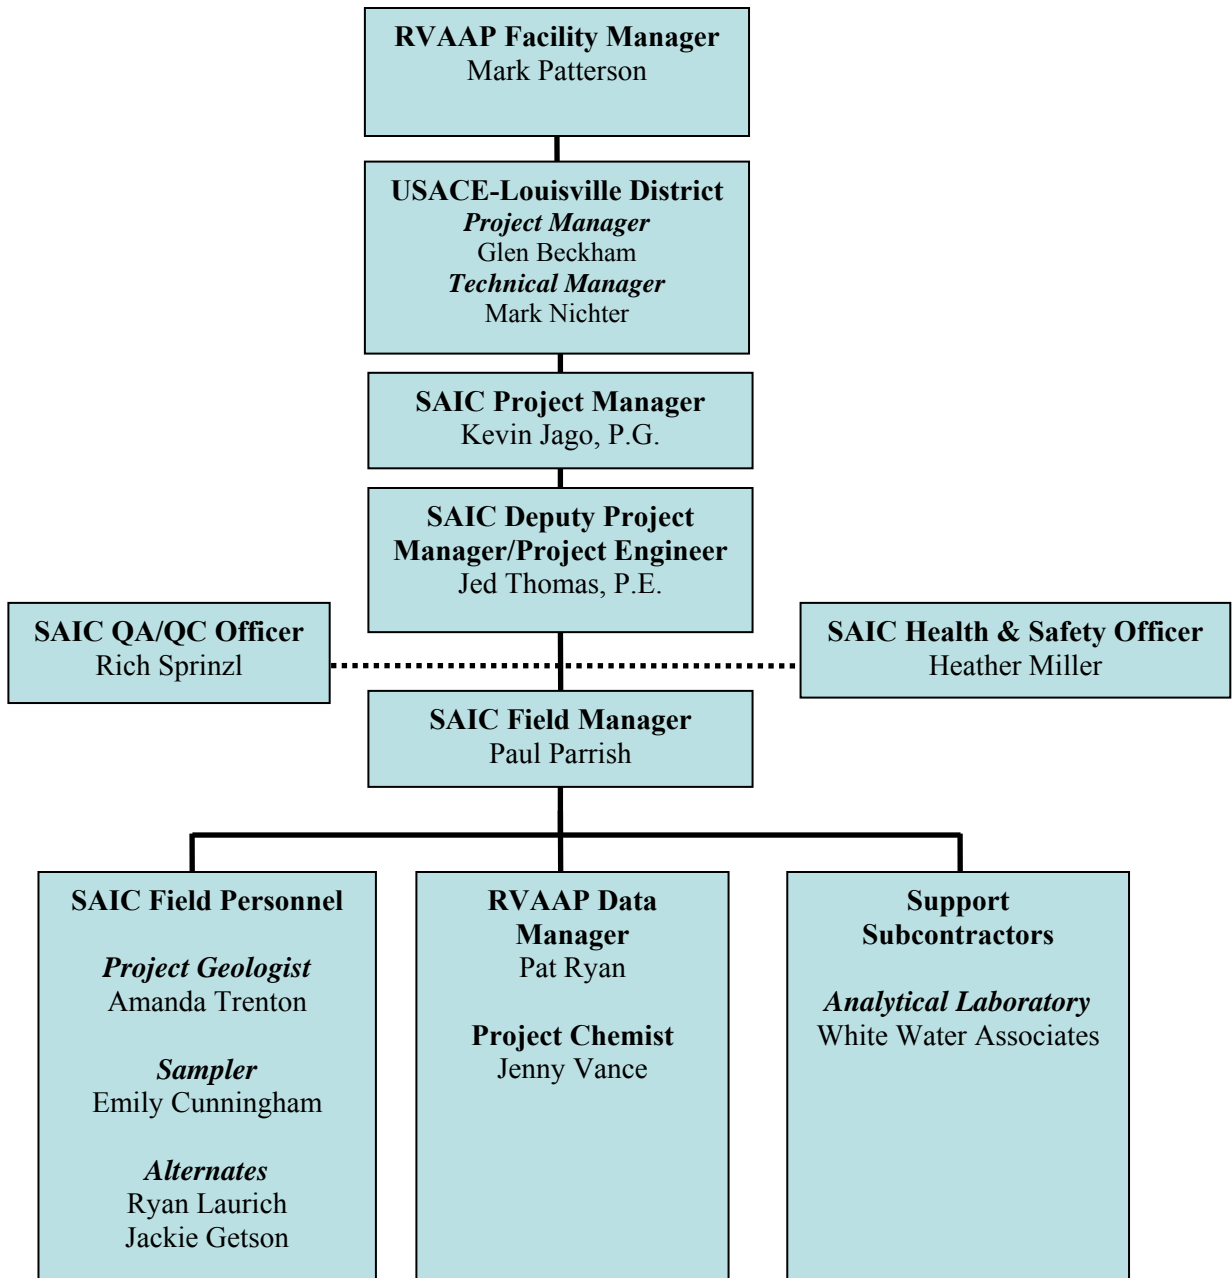 RVAAP Facility Manager
Mark Patterson
USACE-Louisville District
Project Manager
Glen Beckham
Technical Manager
Mark Nichter
SAIC Project Manager
Kevin Jago, P.G.
SAIC Deputy Project
Manager/Project Engineer
Jed Thomas, P.E.
SAIC QA/QC Officer
Rich Sprinzl
SAIC Health & Safety Officer
Heather Miller
SAIC Field Manager
Paul Parrish
SAIC Field Personnel
Project Geologist
Amanda Trenton
Sampler
Emily Cunningham
Alternates
Ryan Laurich
Jackie Getson
RVAAP Data
Manager
Pat Ryan
Project Chemist
Jenny Vance
Support
Subcontractors
Analytical Laboratory
White Water Associates